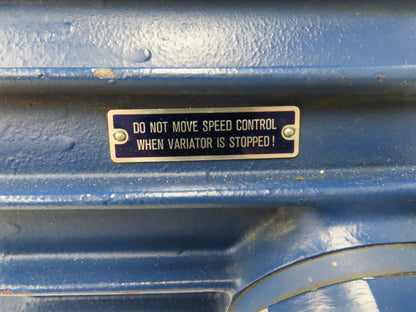 DO NOT MOVE SPEED CONTROL
WHEN VARIATOR IS STOPPED!